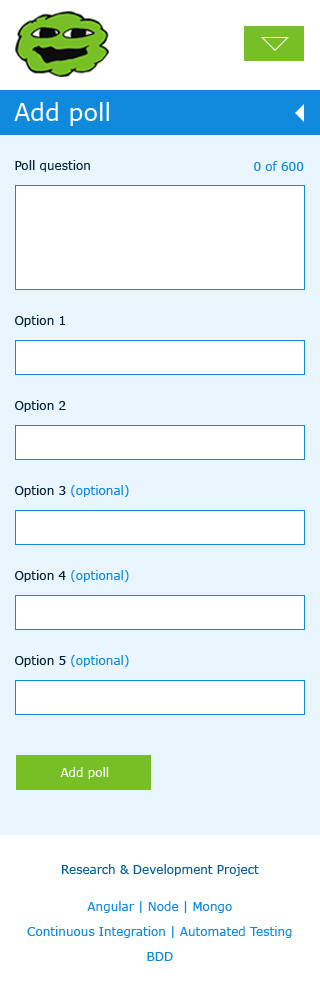 Add poll
Poll question 0 of 600
Option 1
Option 2
Option 3 (optional)
Option 4 (optional)
Option 5 (optional)
Add poll
Research & Development Project
Angular | Node | Mongo
Continuous Integration | Automated Testing
BDD